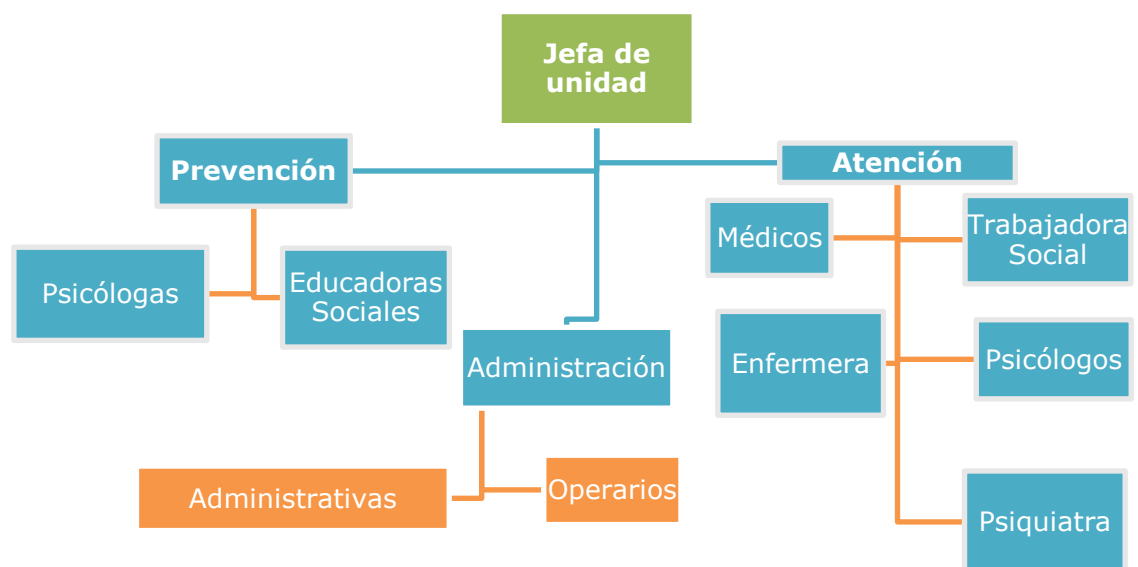 Jefa de
unidad
Prevención
Atención
Médicos
Trabajadora
Social
Psicólogas
Educadoras
Sociales
Administración
Enfermera
Psicólogos
Administrativas
Operarios
Psiquiatra